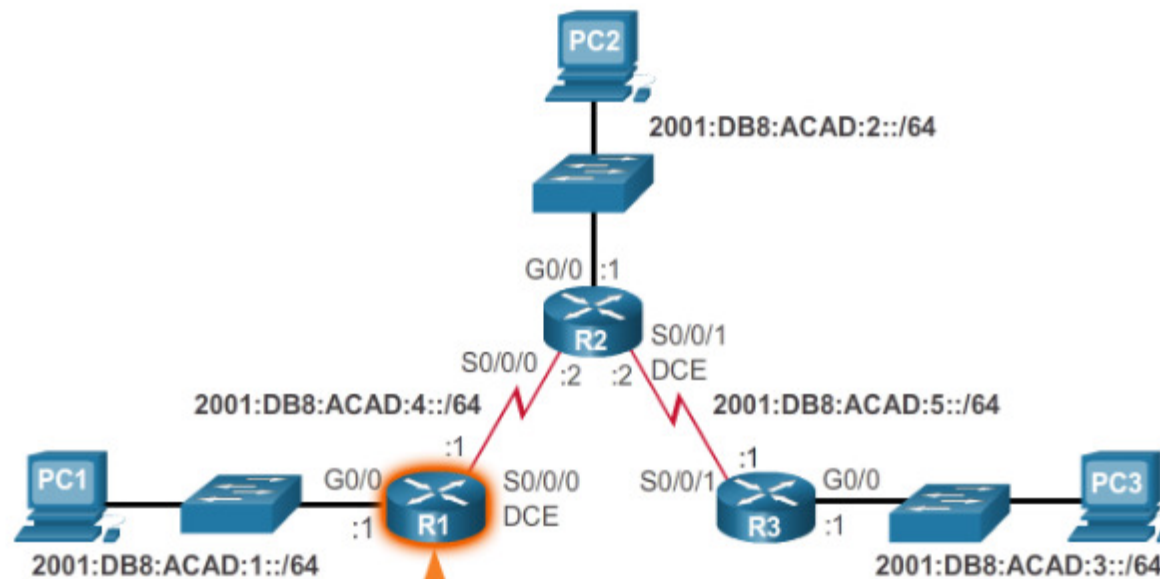 PC2
2001:DB8:ACAD:2::/64
G0/0 :1
R2
S0/0/1
S0/0/0
DCE
:2 :2
2001:DB8:ACAD:4::/64
2001:DB8:ACAD:5::/64
:1
:1
PC1
G0/0
S0/0/0
S0/0/1
G0/0
PC3
R1
DCE
R3
:1
:1
2001:DB8:ACAD:1::/64
2001:DB8:ACAD:3::/64